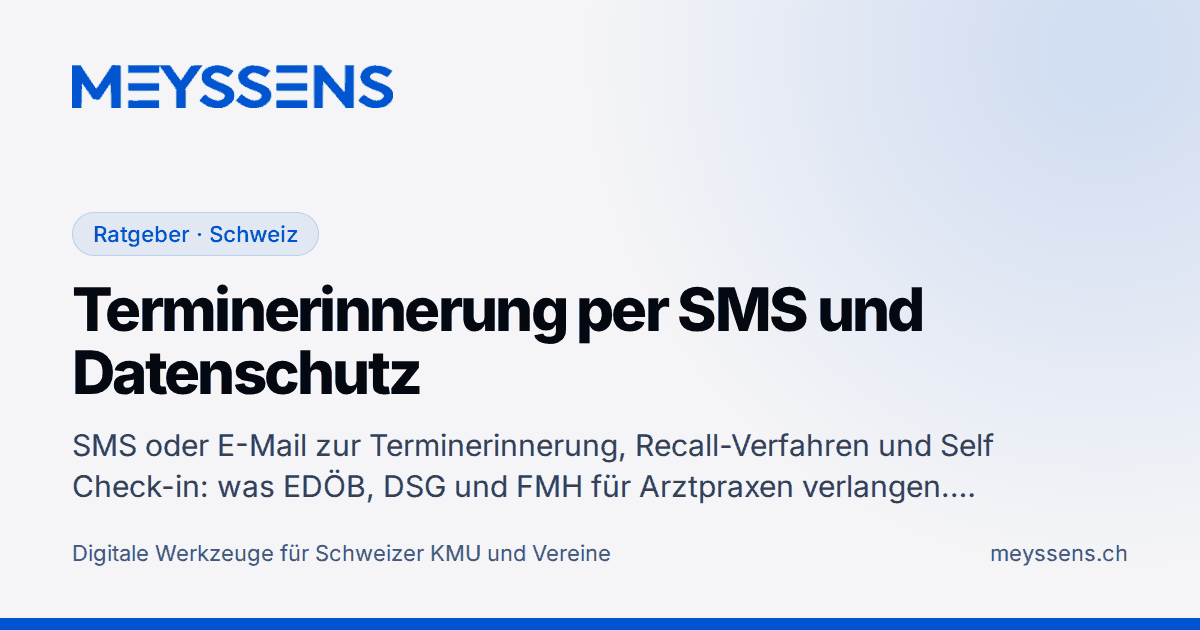 MEYSSENS
Ratgeber · Schweiz
Terminerinnerung per SMS und
Datenschutz
SMS oder E-Mail zur Terminerinnerung, Recall-Verfahren und Self
Check-in: was EDÖB, DSG und FMH für Arztpraxen verlangen....
Digitale Werkzeuge für Schweizer KMU und Vereine
meyssens.ch